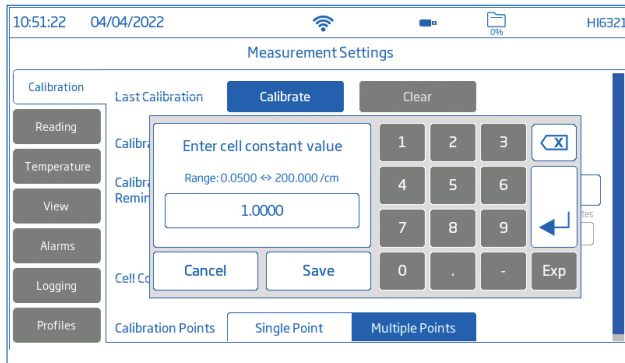 10:51:22 04/04/2022 0% HI6321
Measurement Settings
Calibration
Last Calibration Calibrate Clear
Reading
Temperature
View
Alarms
Logging
Profiles
Calibra
Calibra
Remin
Cell Co
Enter cell constant value
Range: 0.0500 ⇔ 200.000 /cm
1.0000
Cancel Save
1 2 3 X
4 5 6
7 8 9
0 . - Exp
tes
Calibration Points Single Point Multiple Points